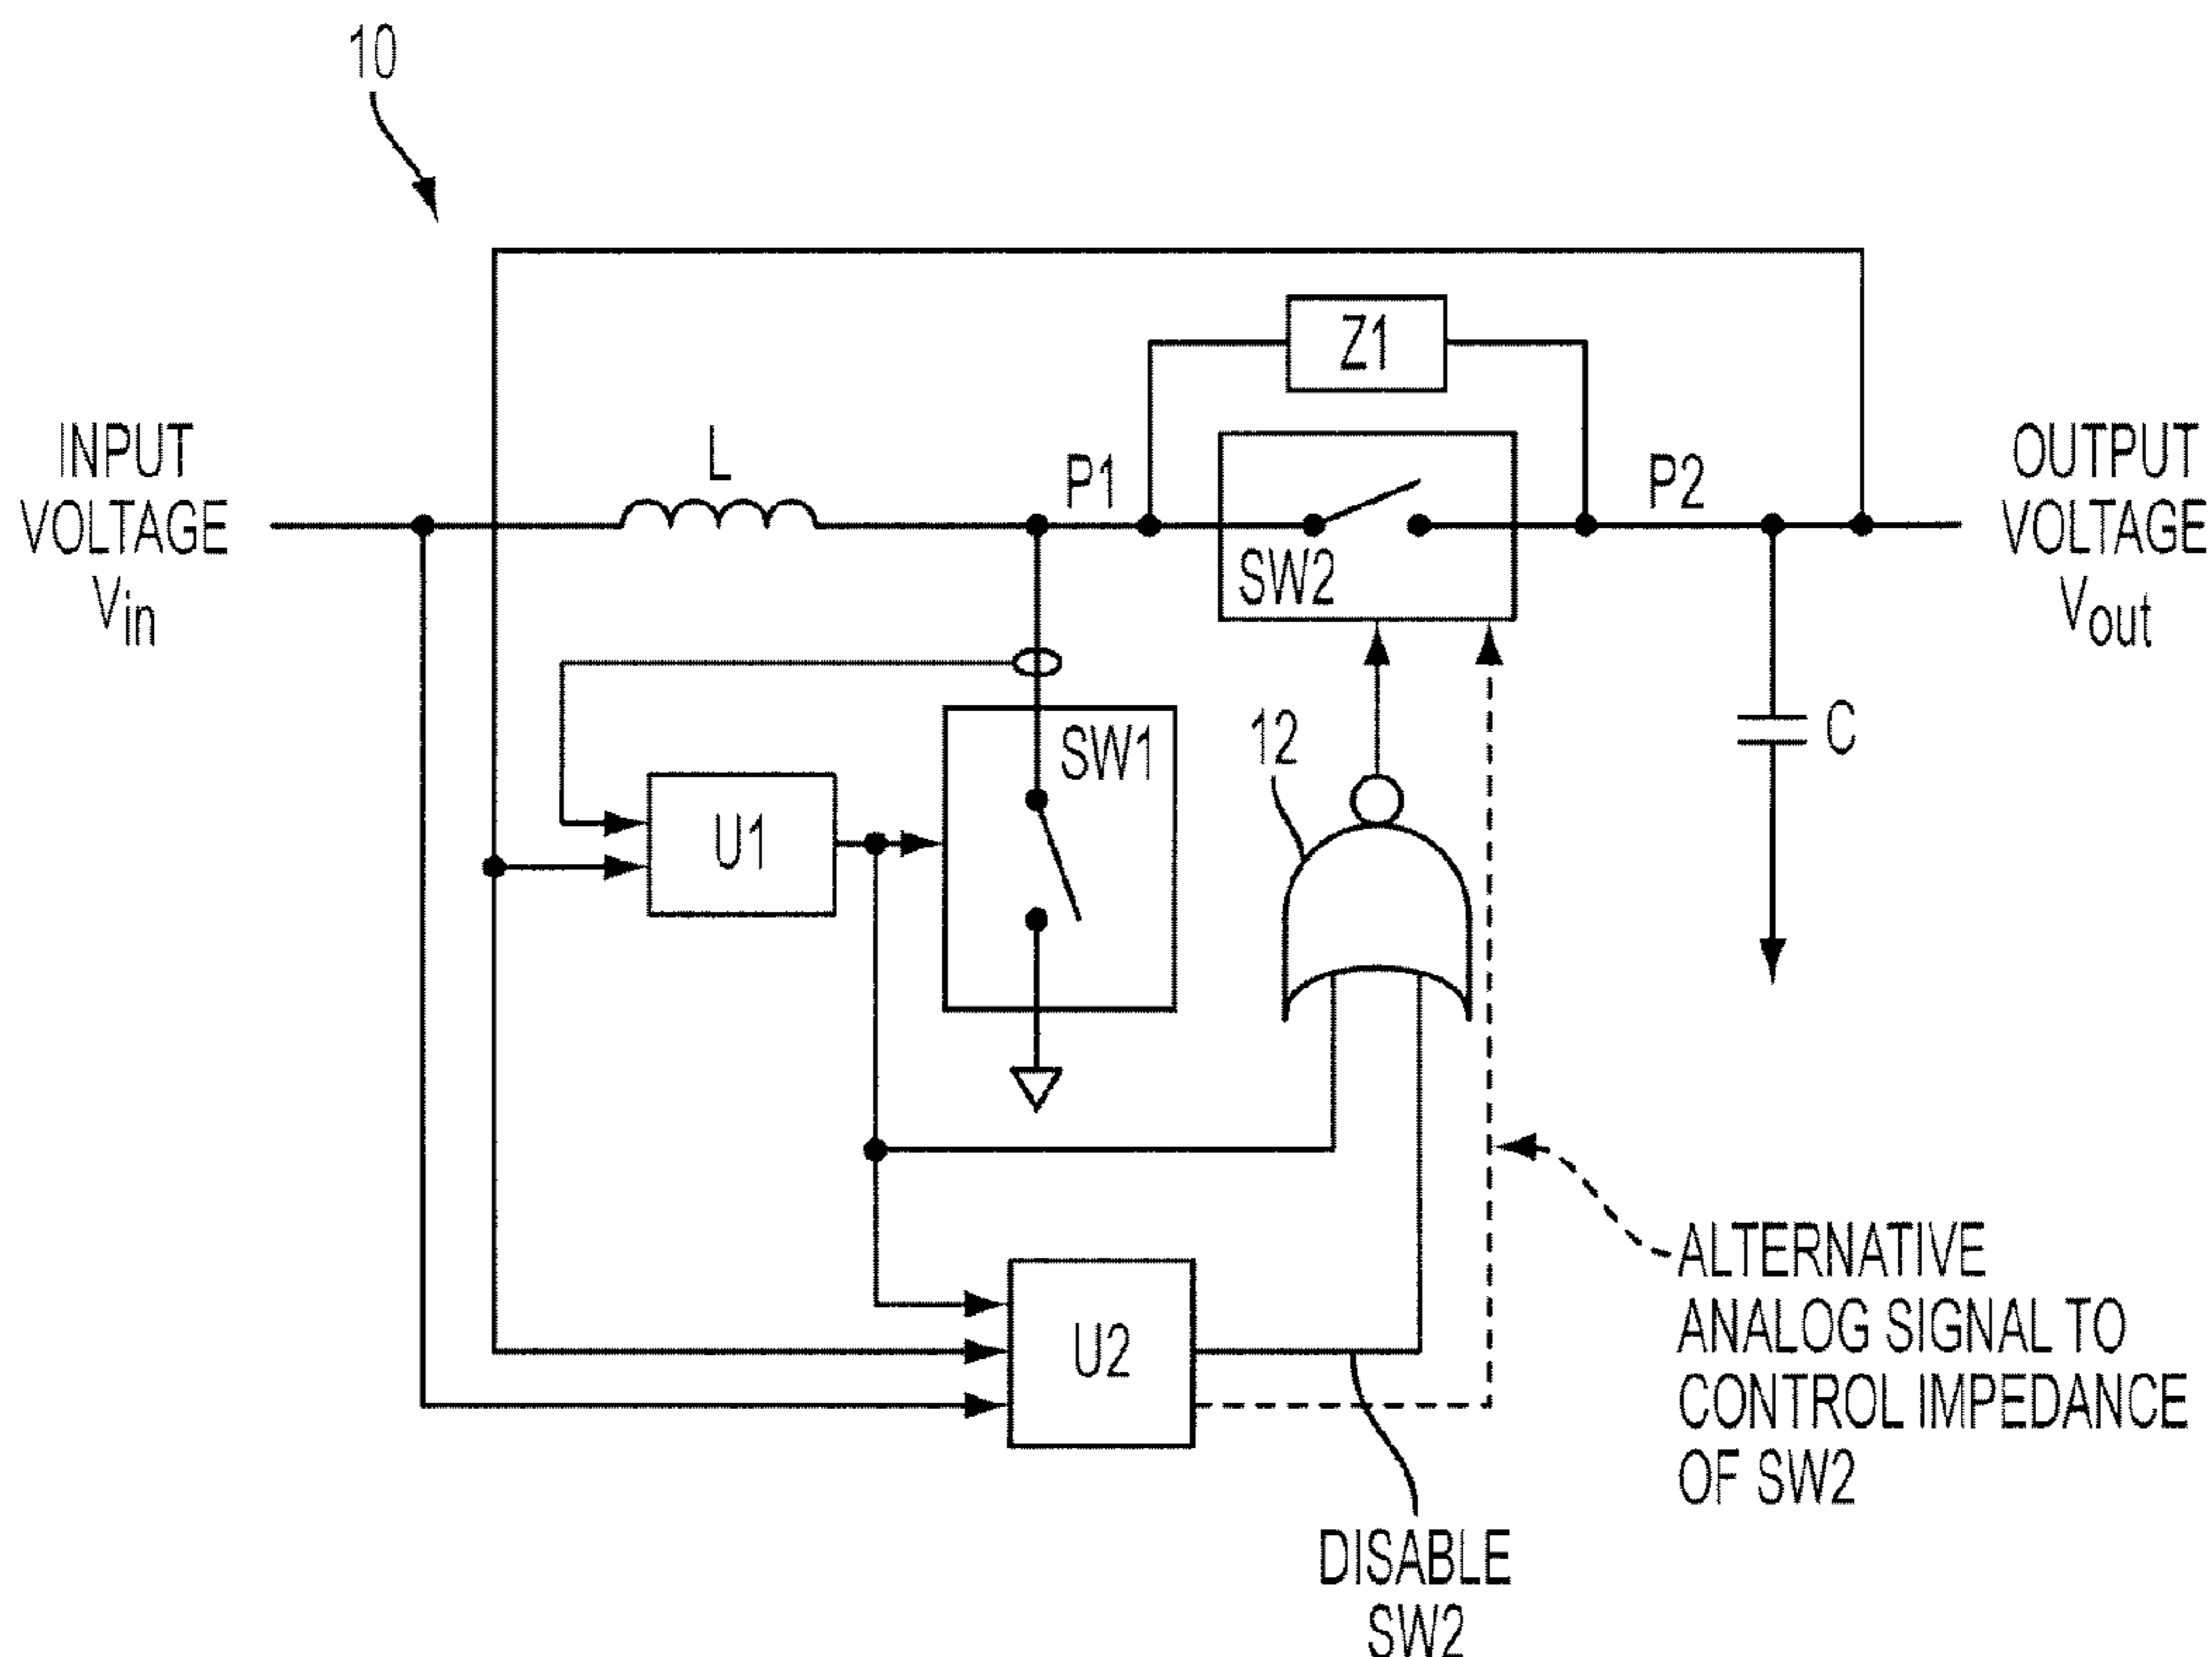 10
Z1
INPUT
VOLTAGE
Vin
L
P1
P2
SW2
OUTPUT
VOLTAGE
Vout
SW1
12
C
U1
U2
ALTERNATIVE
ANALOG SIGNAL TO
CONTROL IMPEDANCE
OF SW2
DISABLE
SW2